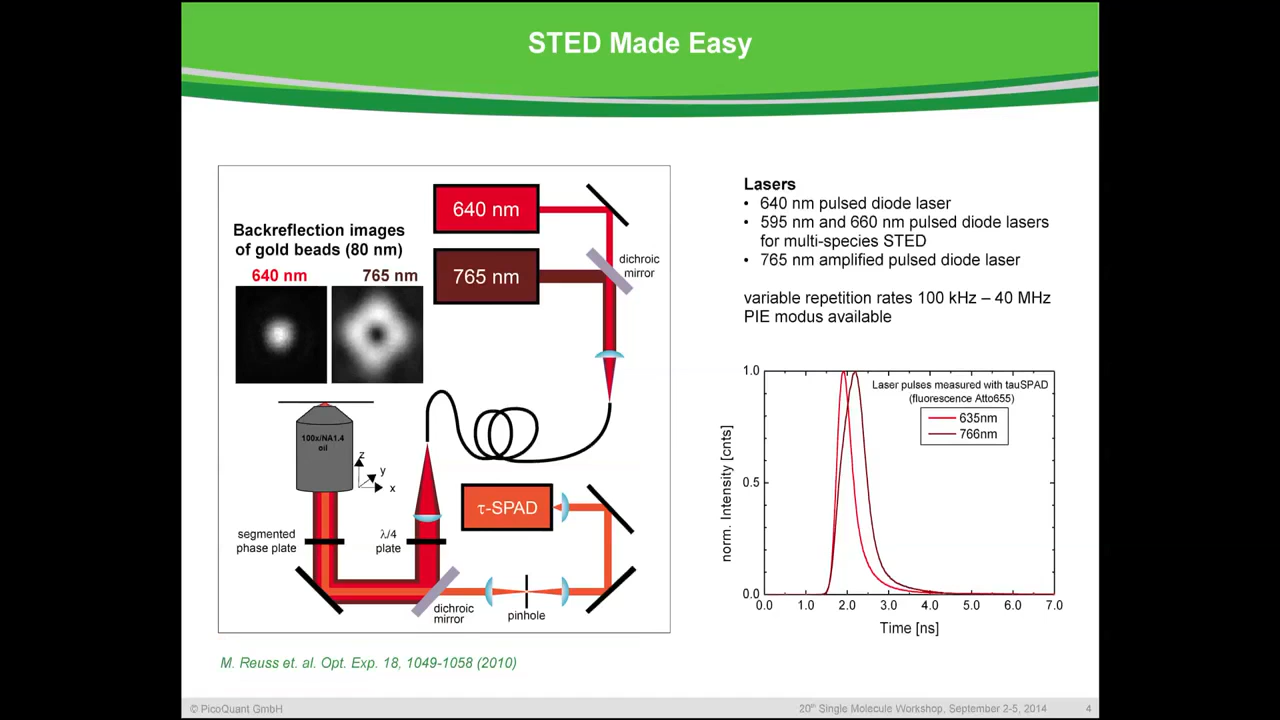 STED Made Easy
Backreflection images
of gold beads (80 nm)
640 nm
765 nm
640 nm
765 nm
dichroic
mirror
100x/NA1.4
oil
z
y
x
τ-SPAD
segmented
phase plate
λ/4
plate
dichroic
mirror
pinhole
M. Reuss et. al. Opt. Exp. 18, 1049-1058 (2010)
Lasers
• 640 nm pulsed diode laser
• 595 nm and 660 nm pulsed diode lasers
for multi-species STED
• 765 nm amplified pulsed diode laser
variable repetition rates 100 kHz – 40 MHz
PIE modus available
Laser pulses measured with tauSPAD
(fluorescence Atto655)
635nm
766nm
norm. Intensity [cnts]
1.0
0.5
0.0
0.0 1.0 2.0 3.0 4.0 5.0 6.0 7.0
Time [ns]
© PicoQuant GmbH
20th Single Molecule Workshop, September 2-5, 2014
4